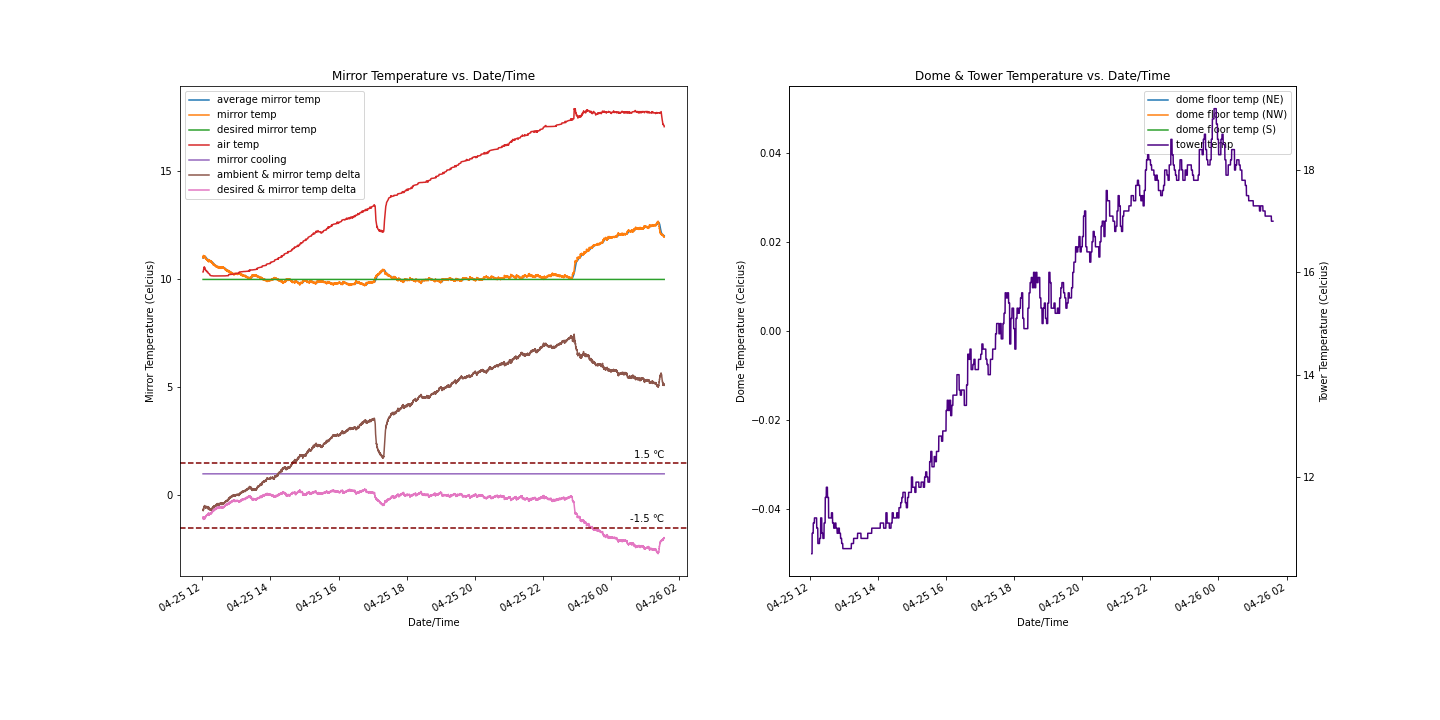 Mirror Temperature vs. Date/Time
average mirror temp
mirror temp
desired mirror temp
air temp
mirror cooling
ambient & mirror temp delta
desired & mirror temp delta
15
10
5
0
Mirror Temperature (Celcius)
1.5 °C
-1.5 °C
04-25 12
04-25 14
04-25 16
04-25 18
04-25 20
04-25 22
04-26 00
04-26 02
Date/Time
Dome & Tower Temperature vs. Date/Time
dome floor temp (NE)
dome floor temp (NW)
dome floor temp (S)
tower temp
0.04
0.02
0.00
−0.02
−0.04
Dome Temperature (Celcius)
18
16
14
12
Tower Temperature (Celcius)
04-25 12
04-25 14
04-25 16
04-25 18
04-25 20
04-25 22
04-26 00
04-26 02
Date/Time